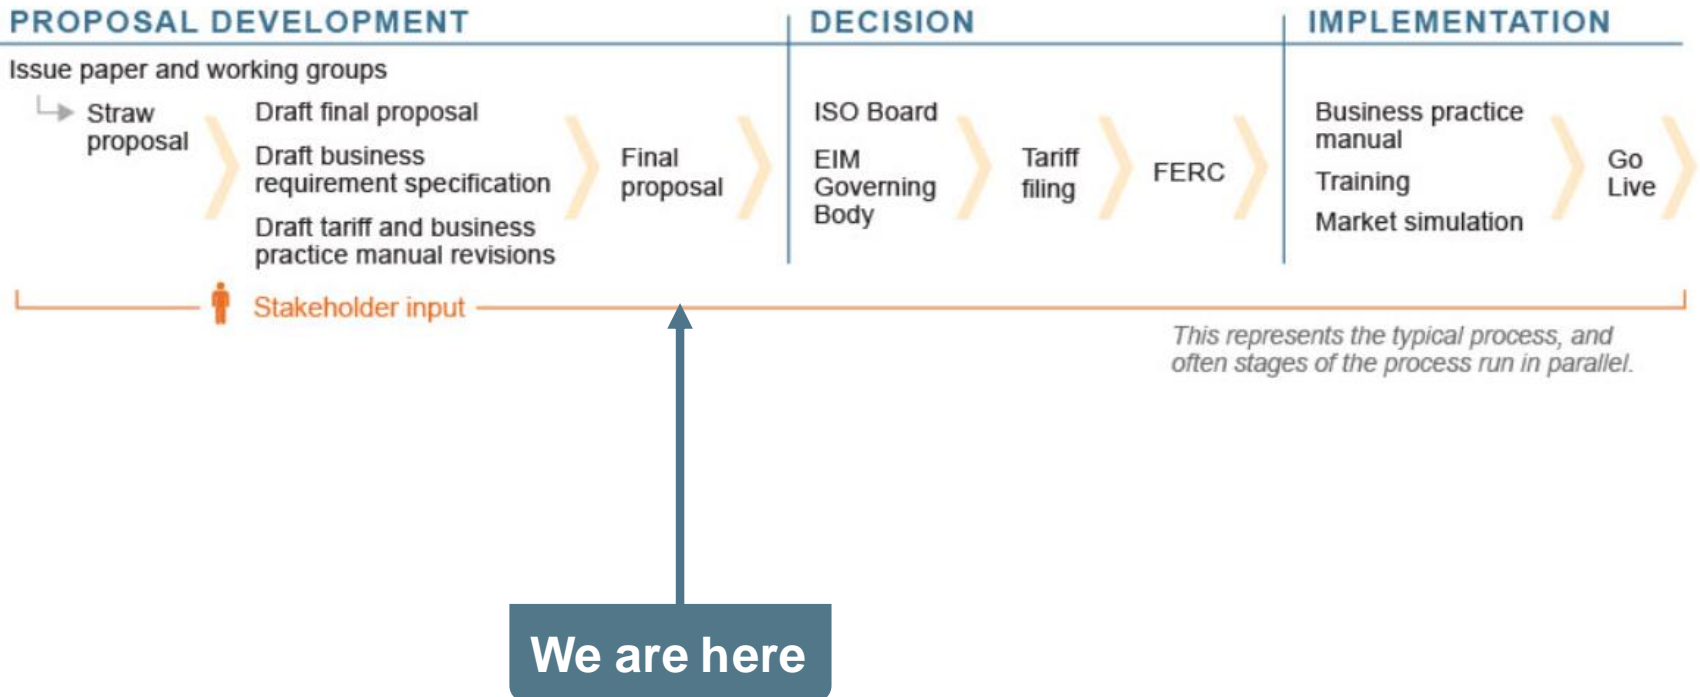 PROPOSAL DEVELOPMENT
DECISION
IMPLEMENTATION
Issue paper and working groups
Straw
proposal
Draft final proposal
Draft business
requirement specification
Draft tariff and business
practice manual revisions
Final
proposal
ISO Board
EIM
Governing
Body
Tariff
filing
FERC
Business practice
manual
Training
Market simulation
Go
Live
Stakeholder input
This represents the typical process, and
often stages of the process run in parallel.
We are here